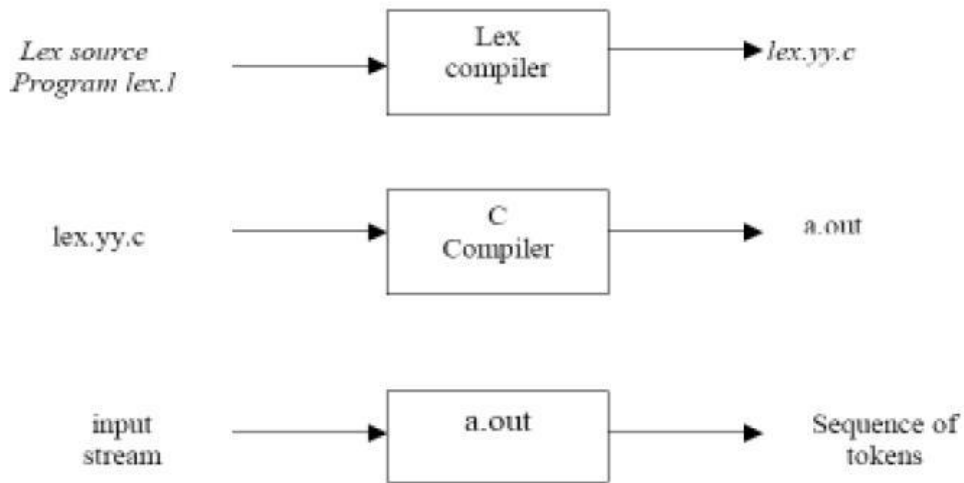 Lex source
Program lex.l
Lex
compiler
lex.yy.c
lex.yy.c
C
Compiler
a.out
input
stream
a.out
Sequence of
tokens